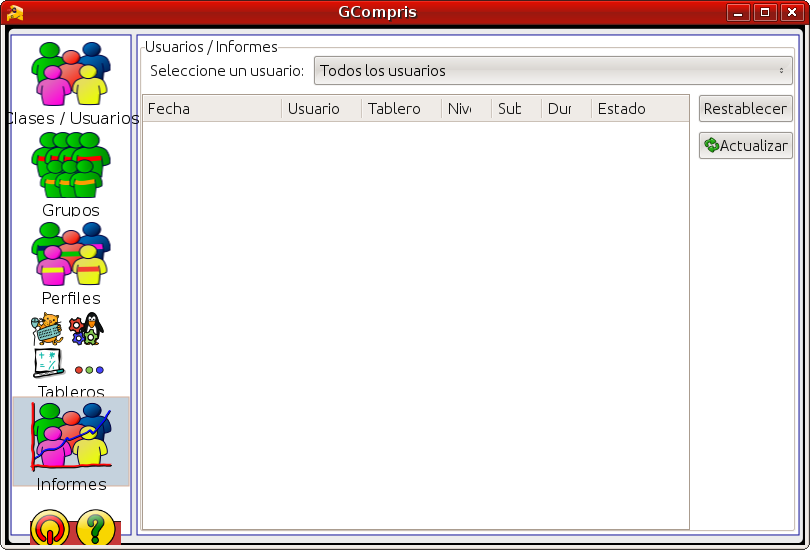 GCompris
Clases / Usuarios
Grupos
Perfiles
Tableros
Informes
Usuarios / Informes
Seleccione un usuario: Todos los usuarios
Fecha Usuario Tablero Niv Sub Dur Estado
Restablecer
Actualizar